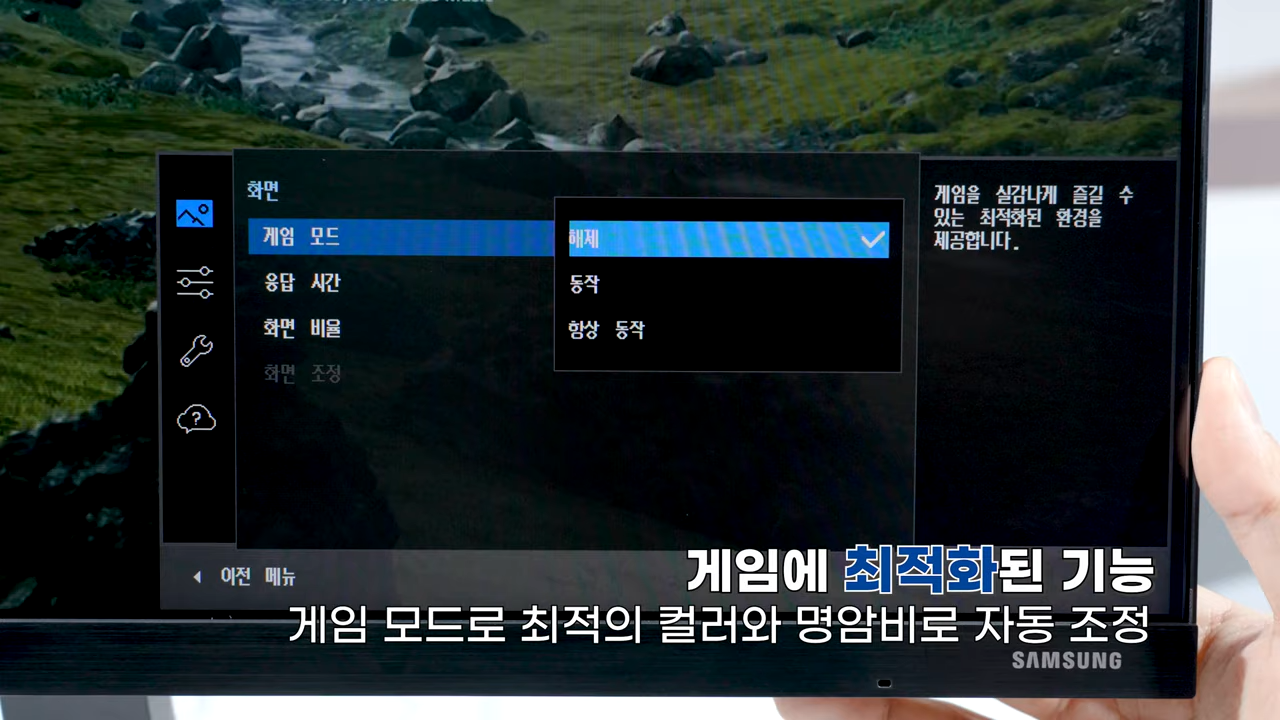 화면
게임 모드
해제
동작
항상 동작
응답 시간
화면 비율
화면 조정
게임을 실감나게 즐길 수
있는 최적화된 환경을
제공합니다.
이전 메뉴
게임에 최적화된 기능
게임 모드로 최적의 컬러와 명암비로 자동 조정
SAMSUNG